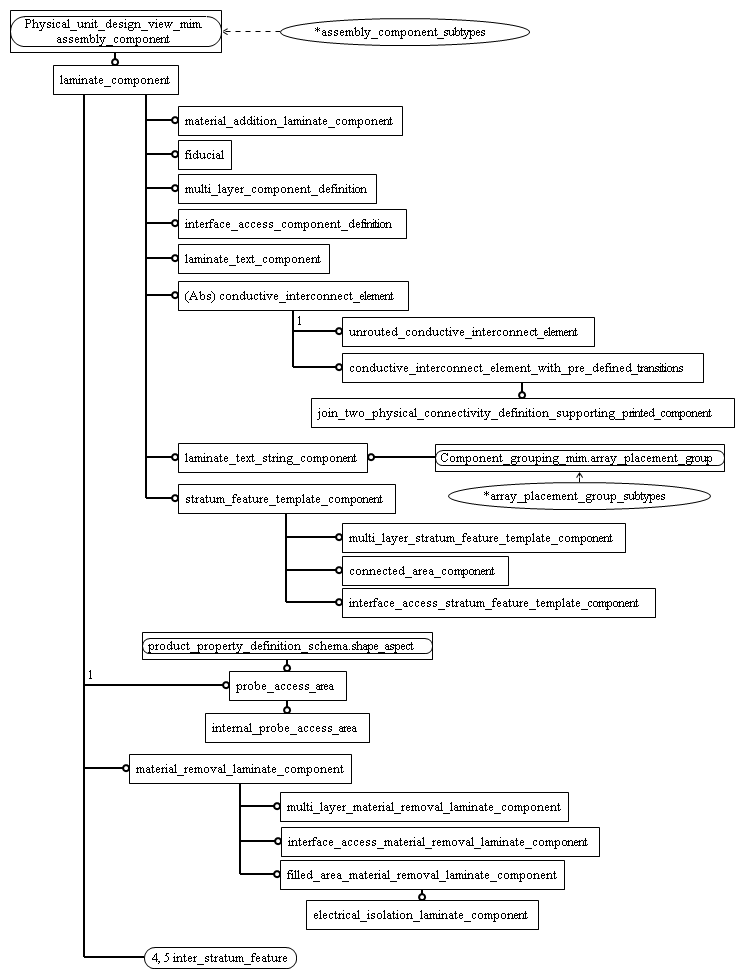 Physical_unit_design_view_mim
assembly_component
*assembly_component_subtypes
laminate_component
material_addition_laminate_component
fiducial
multi_layer_component_definition
interface_access_component_definition
laminate_text_component
(Abs) conductive_interconnect_element
1
unrouted_conductive_interconnect_element
conductive_interconnect_element_with_pre_defined_transitions
join_two_physical_connectivity_definition_supporting_printed_component
laminate_text_string_component
Component_grouping_mim.array_placement_group
*array_placement_group_subtypes
stratum_feature_template_component
multi_layer_stratum_feature_template_component
connected_area_component
interface_access_stratum_feature_template_component
product_property_definition_schema.shape_aspect
1
probe_access_area
internal_probe_access_area
material_removal_laminate_component
multi_layer_material_removal_laminate_component
interface_access_material_removal_laminate_component
filled_area_material_removal_laminate_component
electrical_isolation_laminate_component
4, 5 inter_stratum_feature